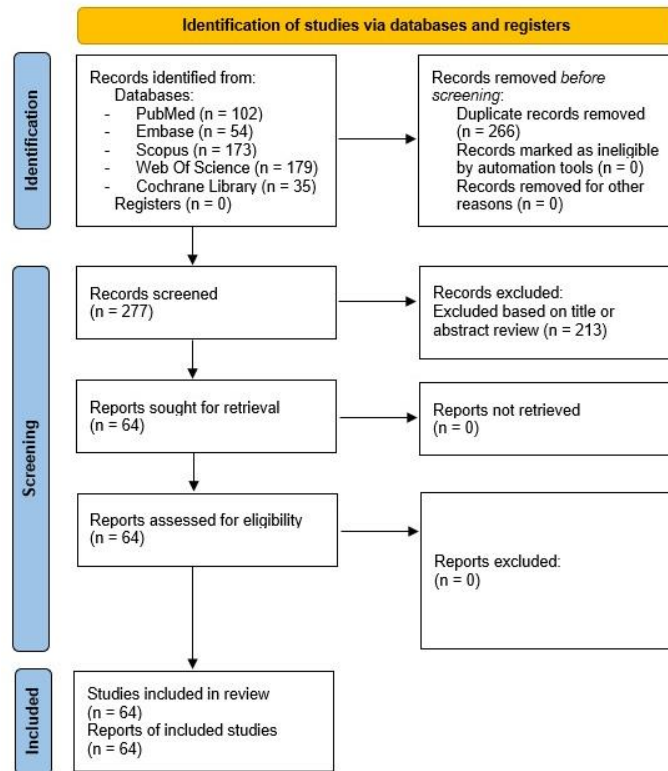 Identification of studies via databases and registers
Identification
Records identified from:
Databases:
- PubMed (n = 102)
- Embase (n = 54)
- Scopus (n = 173)
- Web Of Science (n = 179)
- Cochrane Library (n = 35)
Registers (n = 0)
Records removed before
screening:
Duplicate records removed
(n = 266)
Records marked as ineligible
by automation tools (n = 0)
Records removed for other
reasons (n = 0)
Screening
Records screened
(n = 277)
Records excluded:
Excluded based on title or
abstract review (n = 213)
Reports sought for retrieval
(n = 64)
Reports not retrieved
(n = 0)
Reports assessed for eligibility
(n = 64)
Reports excluded:
(n = 0)
Included
Studies included in review
(n = 64)
Reports of included studies
(n = 64)